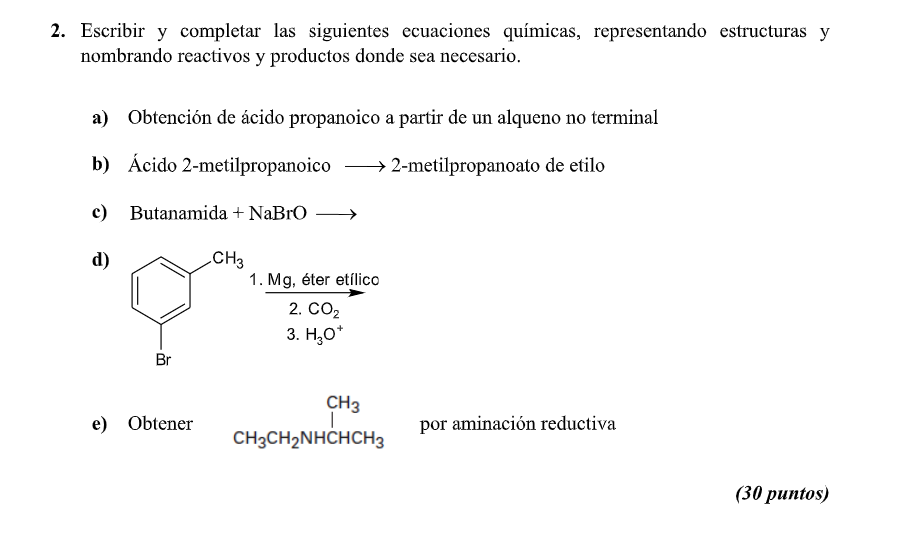 2. Escribir y completar las siguientes ecuaciones químicas, representando estructuras y
nombrando reactivos y productos donde sea necesario.
a) Obtención de ácido propanoico a partir de un alqueno no terminal
b) Ácido 2-metilpropanoico ⟶ 2-metilpropanoato de etilo
c) Butanamida + NaBrO ⟶
d)
CH₃
1. Mg, éter etílico
2. CO₂
3. H₃O⁺
Br
CH₃
e) Obtener CH₃CH₂NHCHCH₃ por aminación reductiva
(30 puntos)